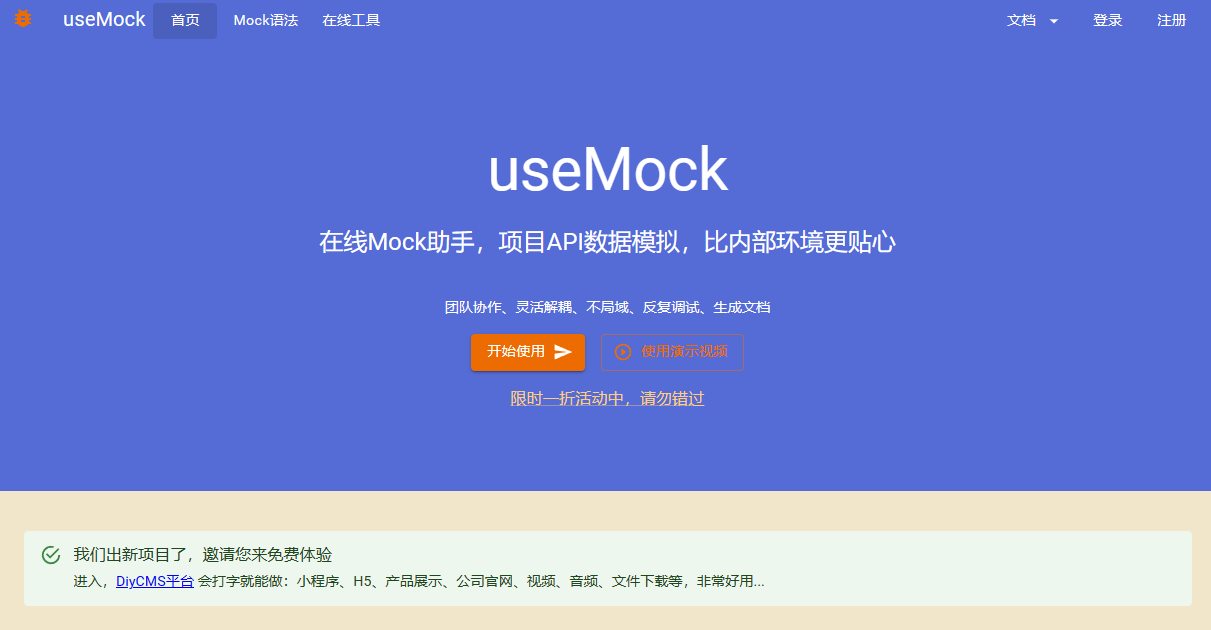 useMock 首页 Mock语法 在线工具 文档 登录 注册
useMock
在线Mock助手，项目API数据模拟，比内部环境更贴心
团队协作、灵活解耦、不局域、反复调试、生成文档
开始使用 使用演示视频
限时一折活动中，请勿错过
我们出新项目了，邀请您来免费体验
进入，DiyCMS平台 会打字就能做：小程序、H5、产品展示、公司官网、视频、音频、文件下载等，非常好用...